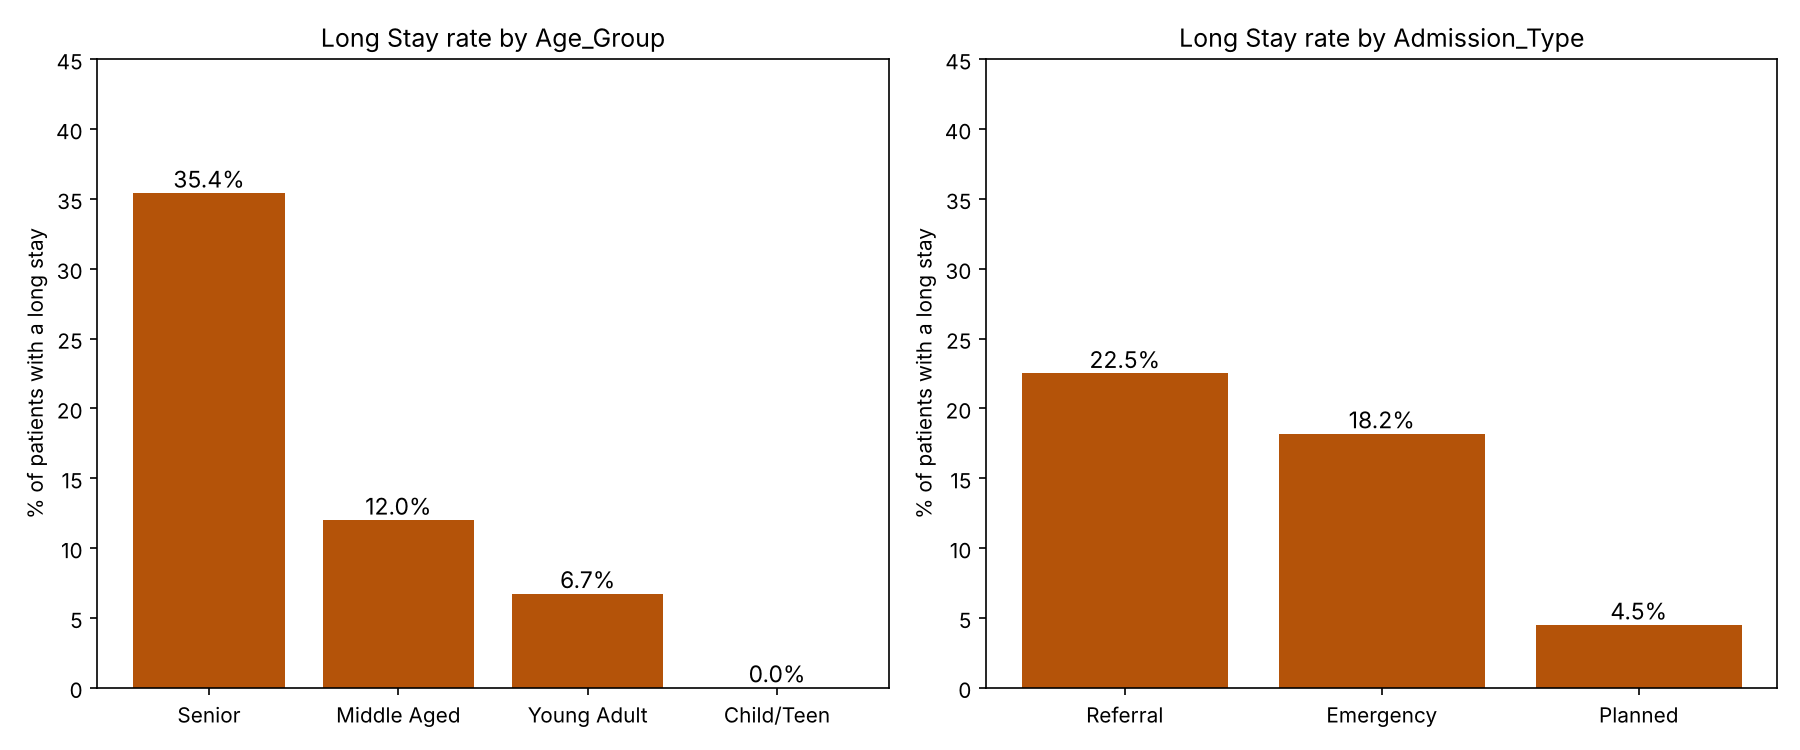 Long Stay rate by Age_Group
% of patients with a long stay
45
40
35
30
25
20
15
10
5
0
35.4%
12.0%
6.7%
0.0%
Senior
Middle Aged
Young Adult
Child/Teen
Long Stay rate by Admission_Type
% of patients with a long stay
45
40
35
30
25
20
15
10
5
0
22.5%
18.2%
4.5%
Referral
Emergency
Planned